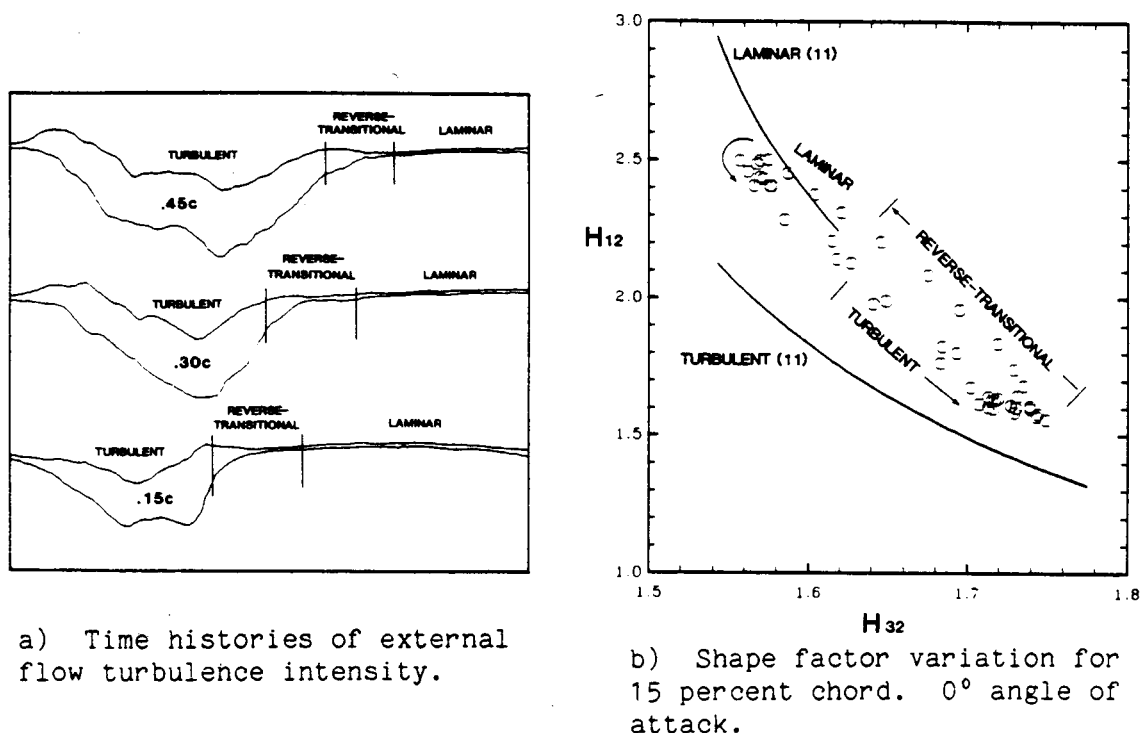 REVERSE-
TRANSITIONAL
LAMINAR
TURBULENT
.45c
REVERSE-
TRANSITIONAL
LAMINAR
TURBULENT
.30c
REVERSE-
TRANSITIONAL
LAMINAR
TURBULENT
.15c
a) Time histories of external
flow turbulence intensity.
3.0
2.5
2.0
1.5
1.0
H12
LAMINAR (11)
LAMINAR
REVERSE-TRANSITIONAL
TURBULENT
TURBULENT (11)
1.5
1.6
1.7
1.8
H32
b) Shape factor variation for
15 percent chord. 0° angle of
attack.